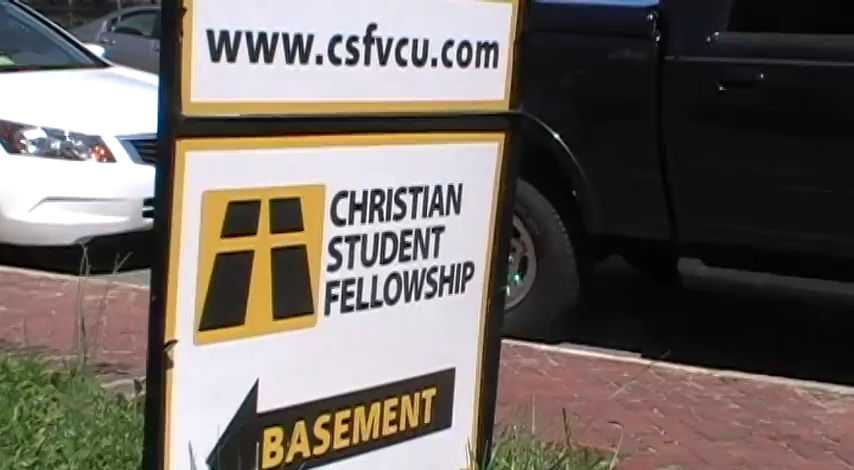 www.csfvcu.com
CHRISTIAN
STUDENT
FELLOWSHIP
BASEMENT